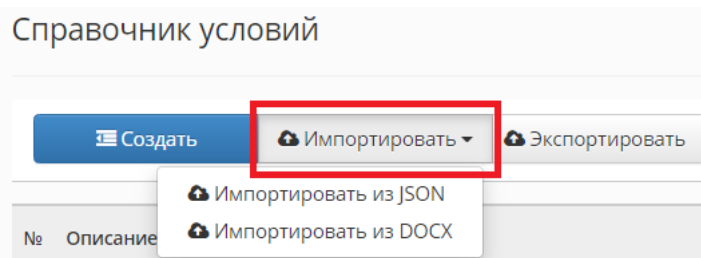 Справочник условий
Создать Импортировать Экспортировать
Импортировать из JSON
Импортировать из DOCX
№ Описание